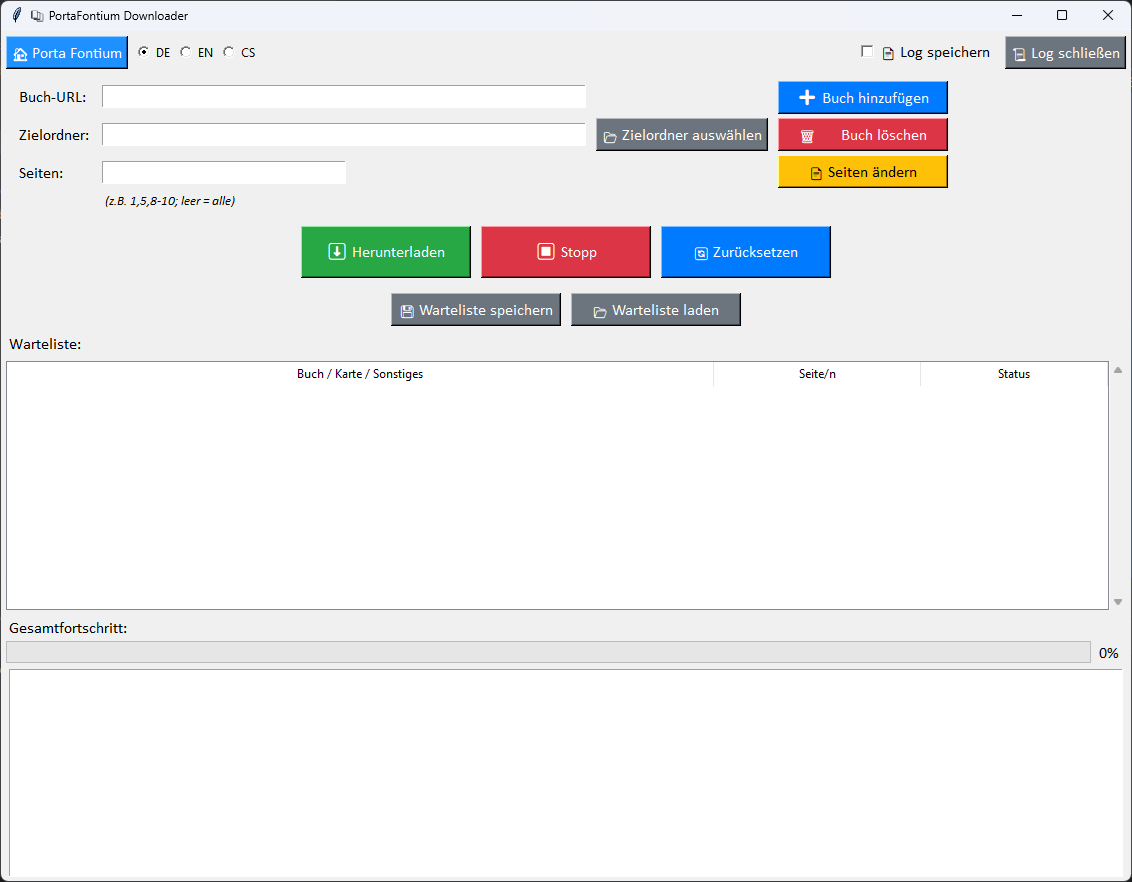 PortaFontium Downloader
Porta Fontium DE EN CS Log speichern Log schließen
Buch-URL: Buch hinzufügen
Zielordner: Zielordner auswählen Buch löschen
Seiten: Seiten ändern
(z.B. 1,5,8-10; leer = alle)
Herunterladen Stopp Zurücksetzen
Warteliste speichern Warteliste laden
Warteliste:
Buch / Karte / Sonstiges Seite/n Status
Gesamtfortschritt:
0%